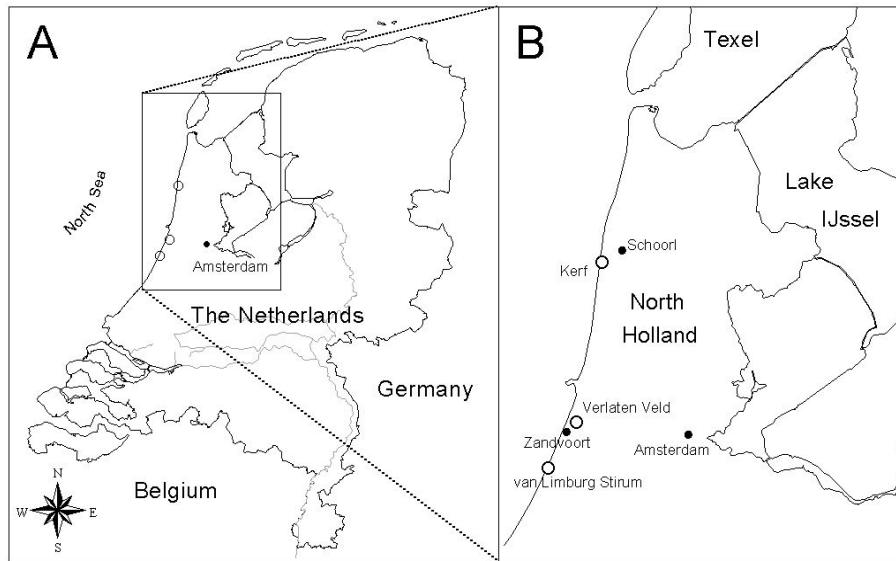 A
North Sea
Amsterdam
The Netherlands
Germany
Belgium
N
W E
S
B
Texel
Lake
IJssel
Schoorl
Kerf
North
Holland
Verlaten Veld
Zandvoort
Amsterdam
van Limburg Stirum